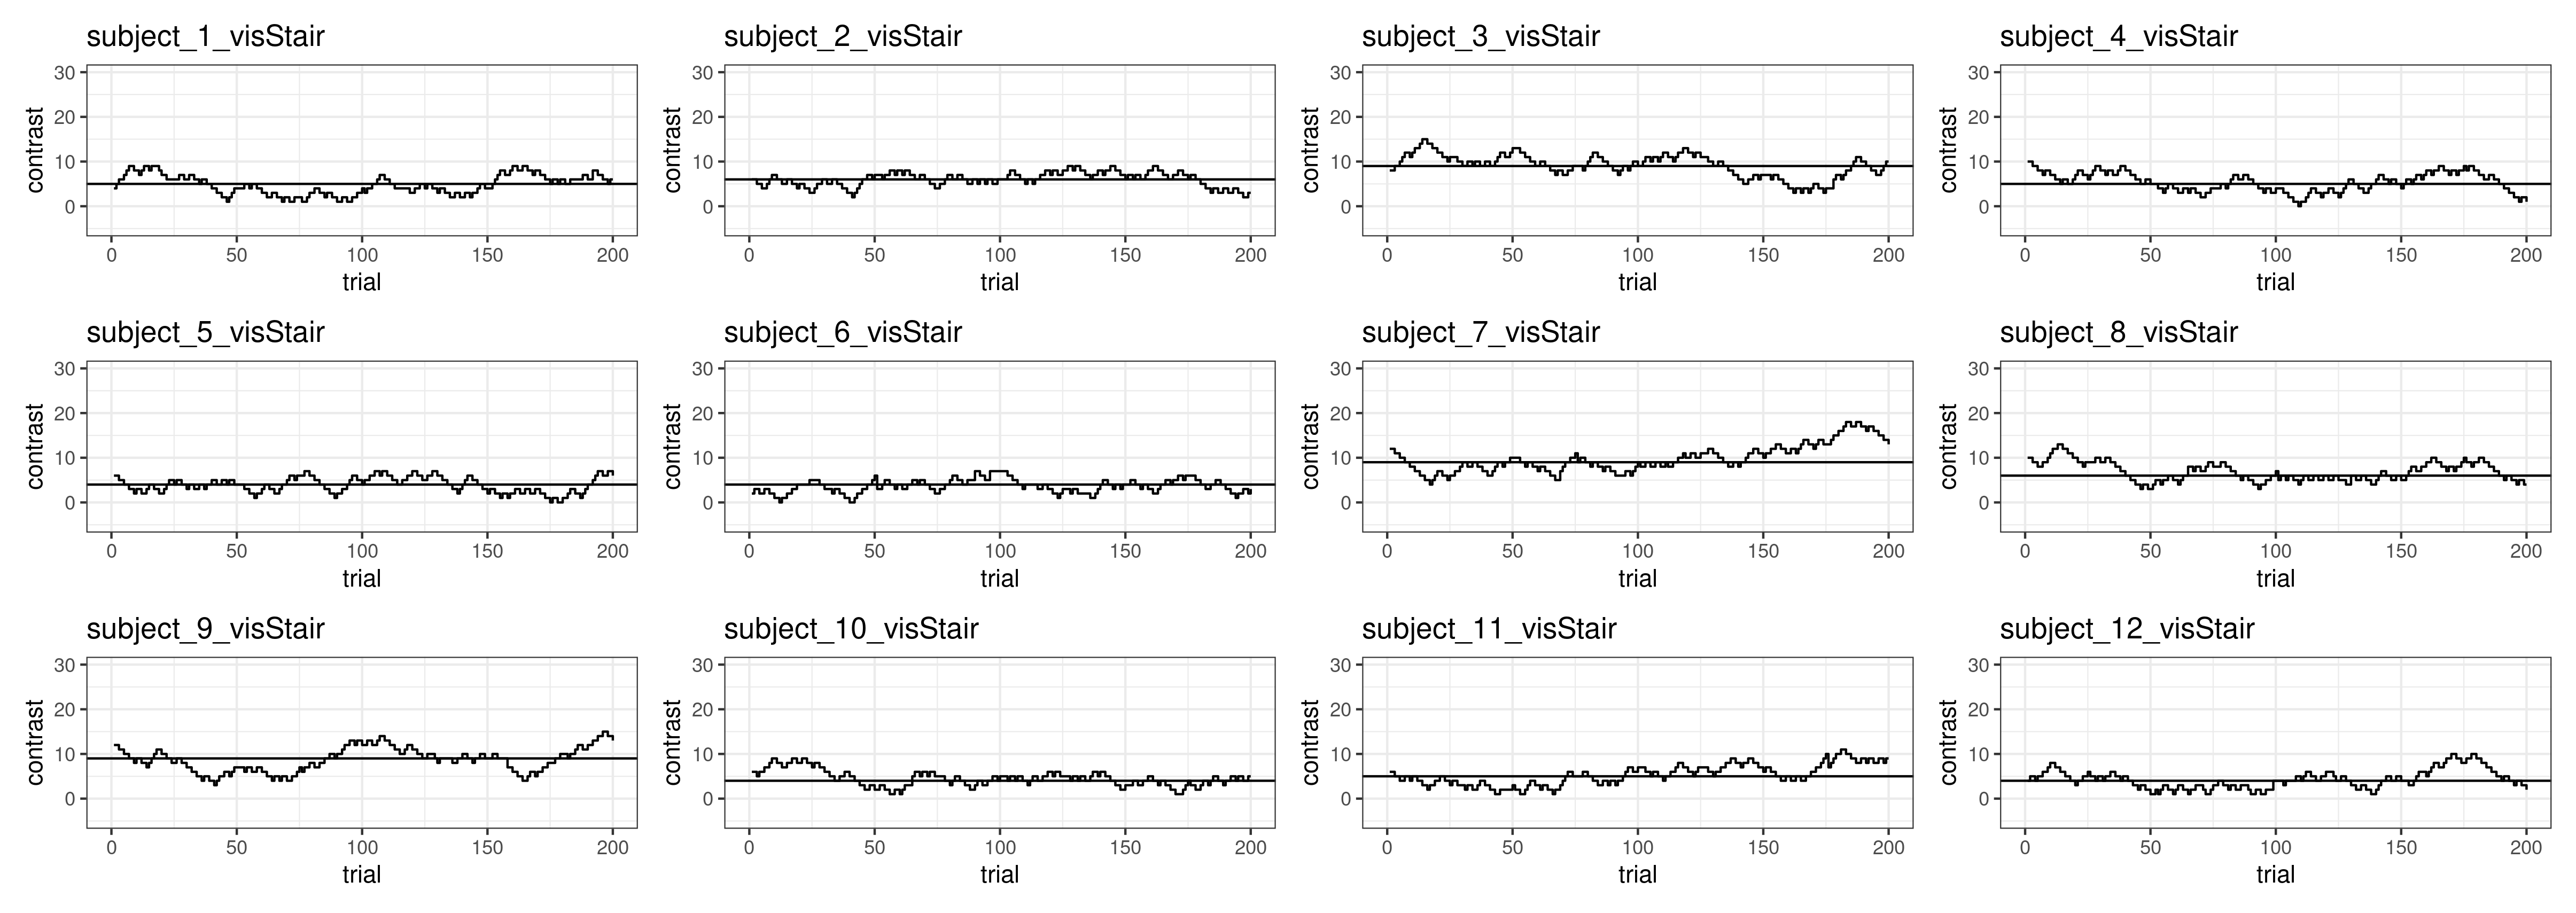 subject_1_visStair
subject_2_visStair
subject_3_visStair
subject_4_visStair
contrast
30
20
10
0
contrast
30
20
10
0
contrast
30
20
10
0
contrast
30
20
10
0
0 50 100 150 200
0 50 100 150 200
0 50 100 150 200
0 50 100 150 200
trial
trial
trial
trial
subject_5_visStair
subject_6_visStair
subject_7_visStair
subject_8_visStair
contrast
30
20
10
0
contrast
30
20
10
0
contrast
30
20
10
0
contrast
30
20
10
0
0 50 100 150 200
0 50 100 150 200
0 50 100 150 200
0 50 100 150 200
trial
trial
trial
trial
subject_9_visStair
subject_10_visStair
subject_11_visStair
subject_12_visStair
contrast
30
20
10
0
contrast
30
20
10
0
contrast
30
20
10
0
contrast
30
20
10
0
0 50 100 150 200
0 50 100 150 200
0 50 100 150 200
0 50 100 150 200
trial
trial
trial
trial